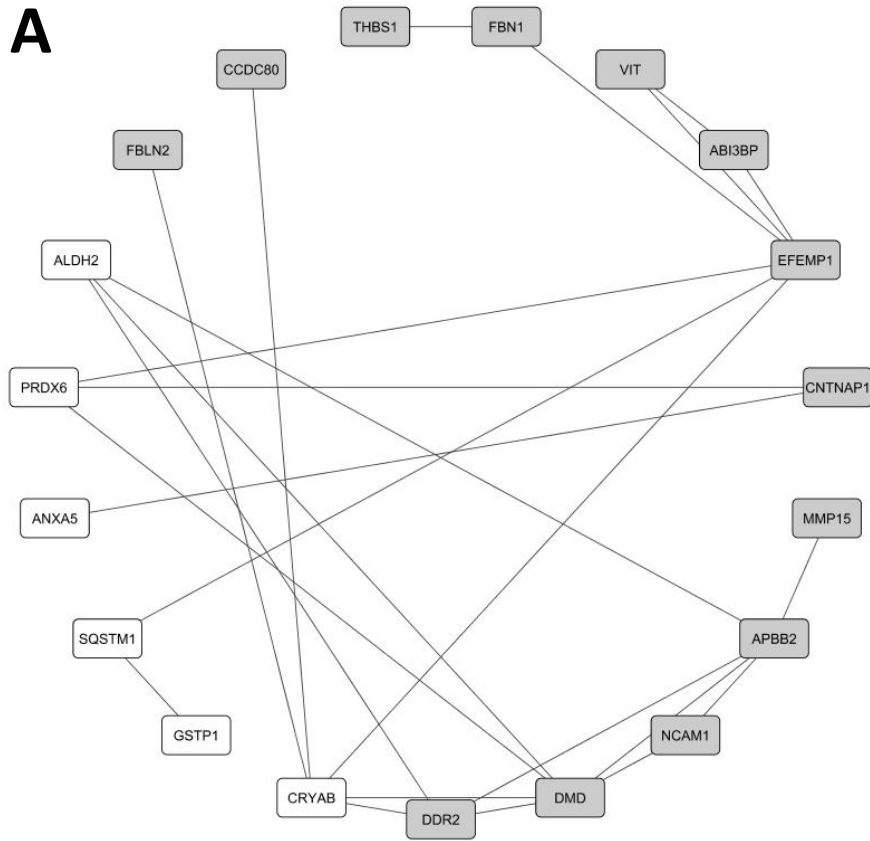 A
THBS1
FBN1
CCDC80
VIT
FBLN2
ABI3BP
ALDH2
EFEMP1
PRDX6
CNTNAP1
ANXA5
MMP15
SQSTM1
APBB2
GSTP1
NCAM1
CRYAB
DMD
DDR2